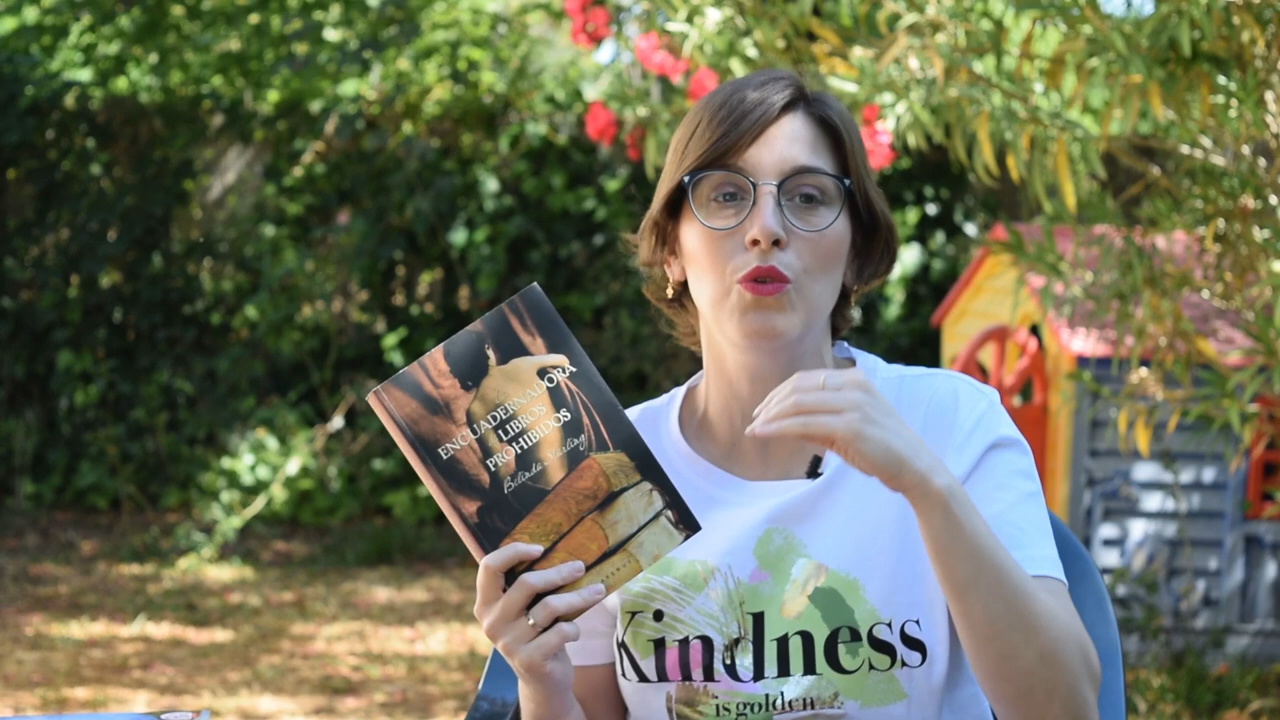 ENCUADERNADORA
LIBROS
PROHIBIDOS
Belinda Starling
Kindness
is golden